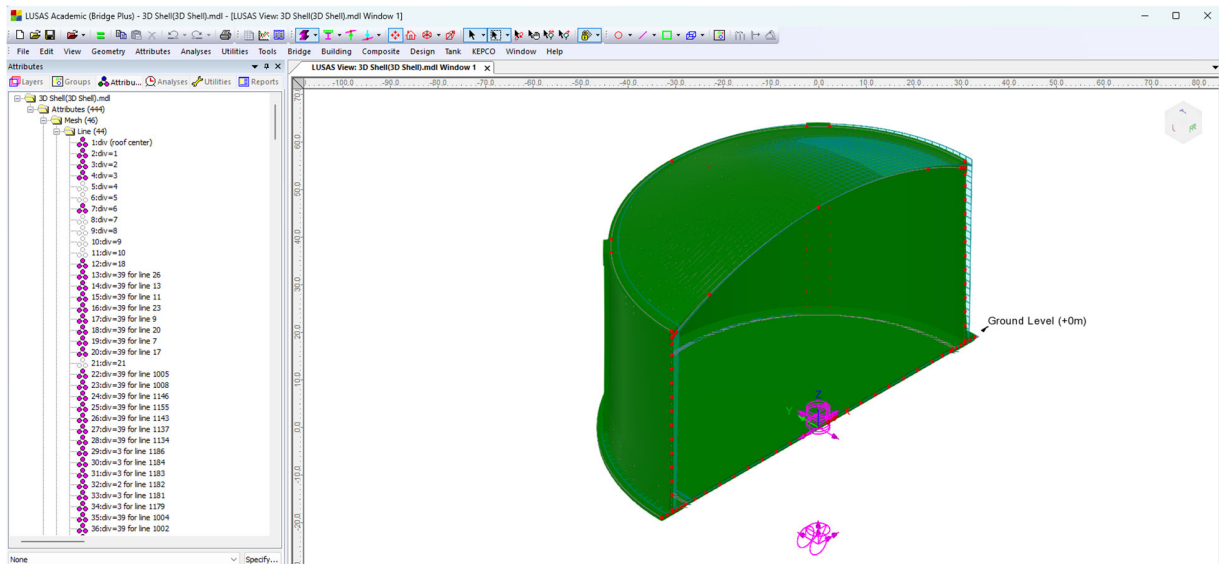 LUSAS Academic (Bridge Plus) - 3D Shell(3D Shell).mdl - [LUSAS View: 3D Shell(3D Shell).mdl Window 1]
File Edit View Geometry Attributes Analyses Utilities Tools Bridge Building Composite Design Tank KEPCO Window Help
Attributes
Layers Groups Attribu... Analyses Utilities Reports
3D Shell(3D Shell).mdl
Attributes (444)
Mesh (46)
Line (44)
1:div (roof center)
2:div=1
3:div=2
4:div=3
5:div=4
6:div=5
7:div=6
8:div=7
9:div=8
10:div=9
11:div=10
12:div=18
13:div=39 for line 26
14:div=39 for line 13
15:div=39 for line 11
16:div=39 for line 23
17:div=39 for line 9
18:div=39 for line 20
19:div=39 for line 7
20:div=39 for line 17
21:div=21
22:div=39 for line 1005
23:div=39 for line 1008
24:div=39 for line 1146
25:div=39 for line 1155
26:div=39 for line 1143
27:div=39 for line 1137
28:div=39 for line 1134
29:div=3 for line 1186
30:div=3 for line 1184
31:div=3 for line 1183
32:div=2 for line 1182
33:div=3 for line 1181
34:div=3 for line 1179
35:div=39 for line 1004
36:div=39 for line 1002
None Specify...
LUSAS View: 3D Shell(3D Shell).mdl Window 1
-100.0 -90.0 -80.0 -70.0 -60.0 -50.0 -40.0 -30.0 -20.0 -10.0 0.0 10.0 20.0 30.0 40.0 50.0 60.0 70.0 80.0
70.0
60.0
50.0
40.0
30.0
20.0
10.0
0.0
-10.0
-20.0
Ground Level (+0m)
Z
Y
X
L